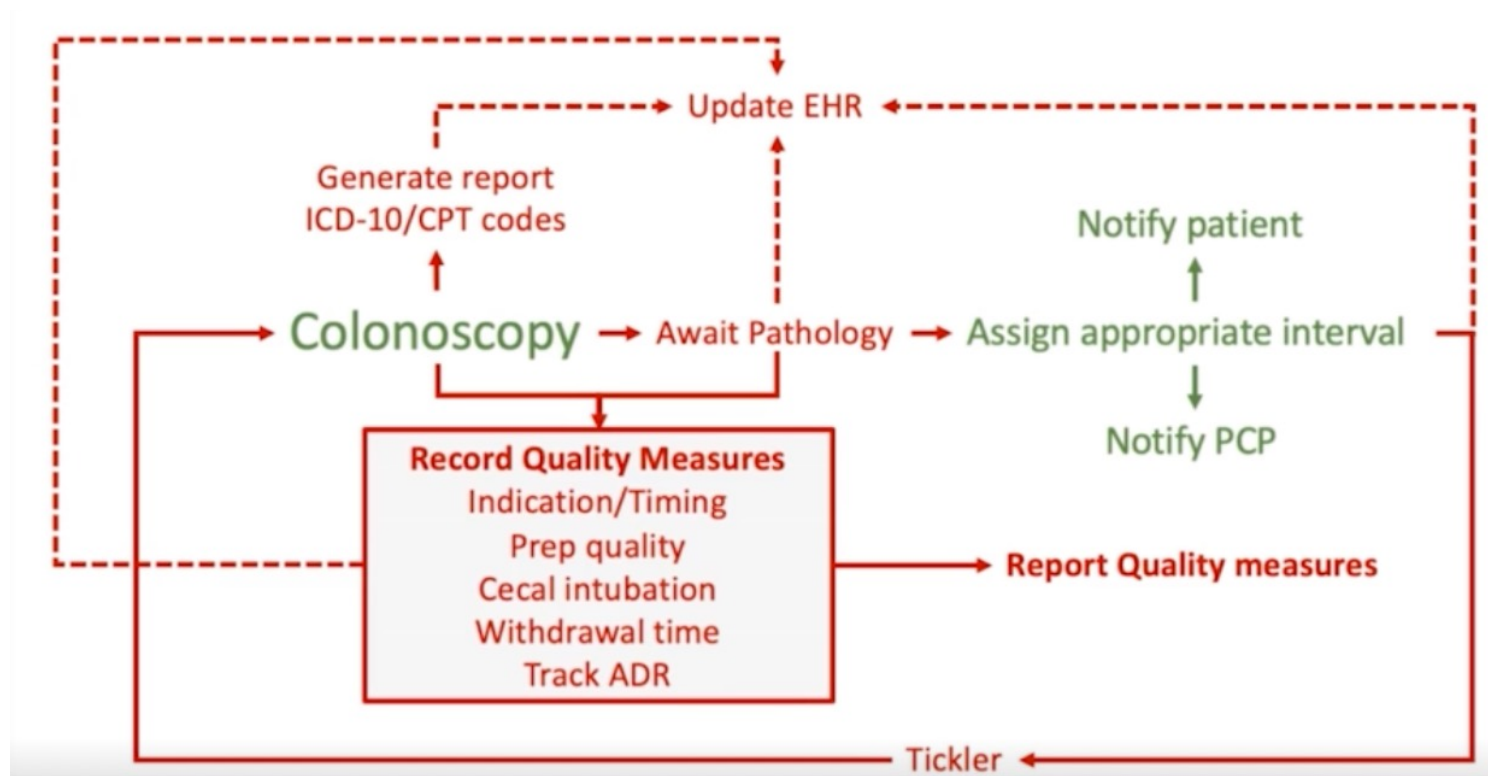 Update EHR
Generate report
ICD-10/CPT codes
Notify patient
Colonoscopy
Await Pathology
Assign appropriate interval
Notify PCP
Record Quality Measures
Indication/Timing
Prep quality
Cecal intubation
Withdrawal time
Track ADR
Report Quality measures
Tickler